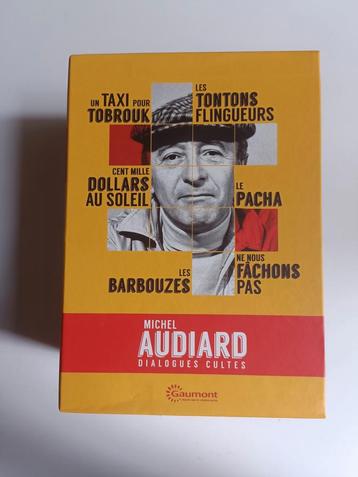 LES
UN TAXI POUR
TONTONS
TOBROUK
FLINGUEURS
CENT MILLE
DOLLARS
AU SOLEIL
LE
PACHA
LES
BARBOUZES
NE NOUS
FÂCHONS
PAS
MICHEL
AUDIARD
DIALOGUES CULTES
Gaumont